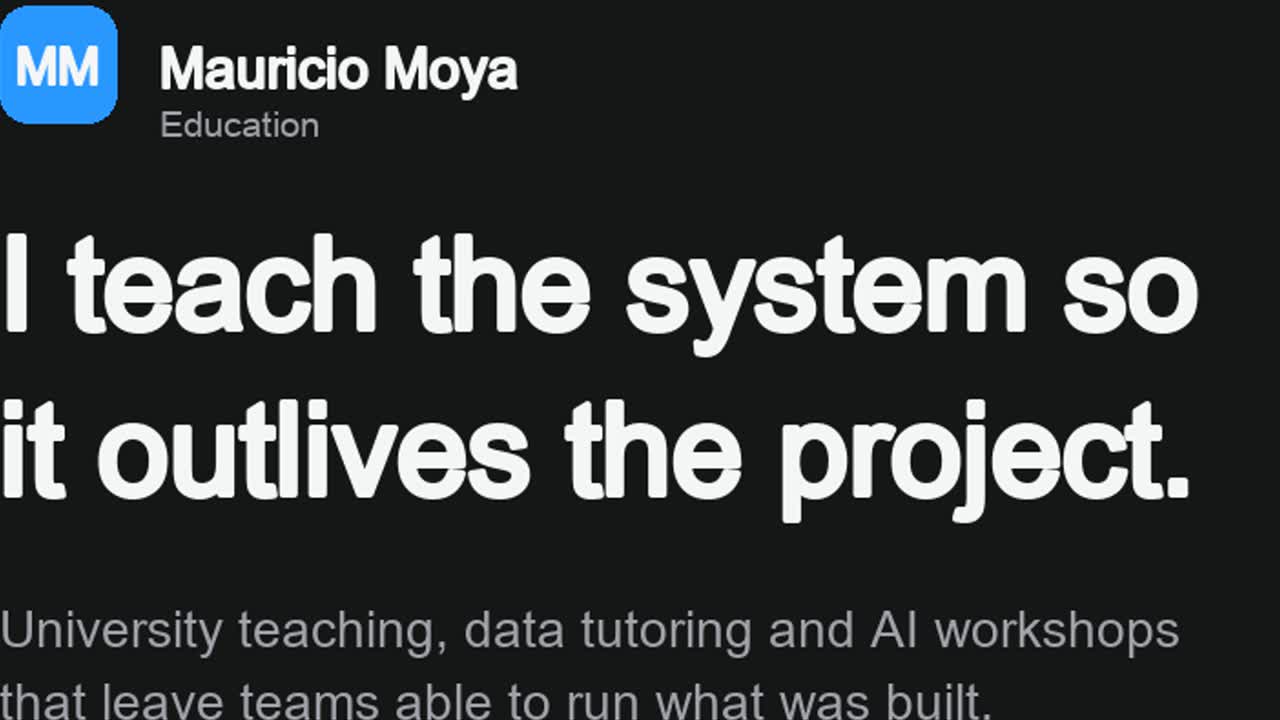 MM
Mauricio Moya
Education
I teach the system so
it outlives the project.
University teaching, data tutoring and AI workshops
that leave teams able to run what was built.